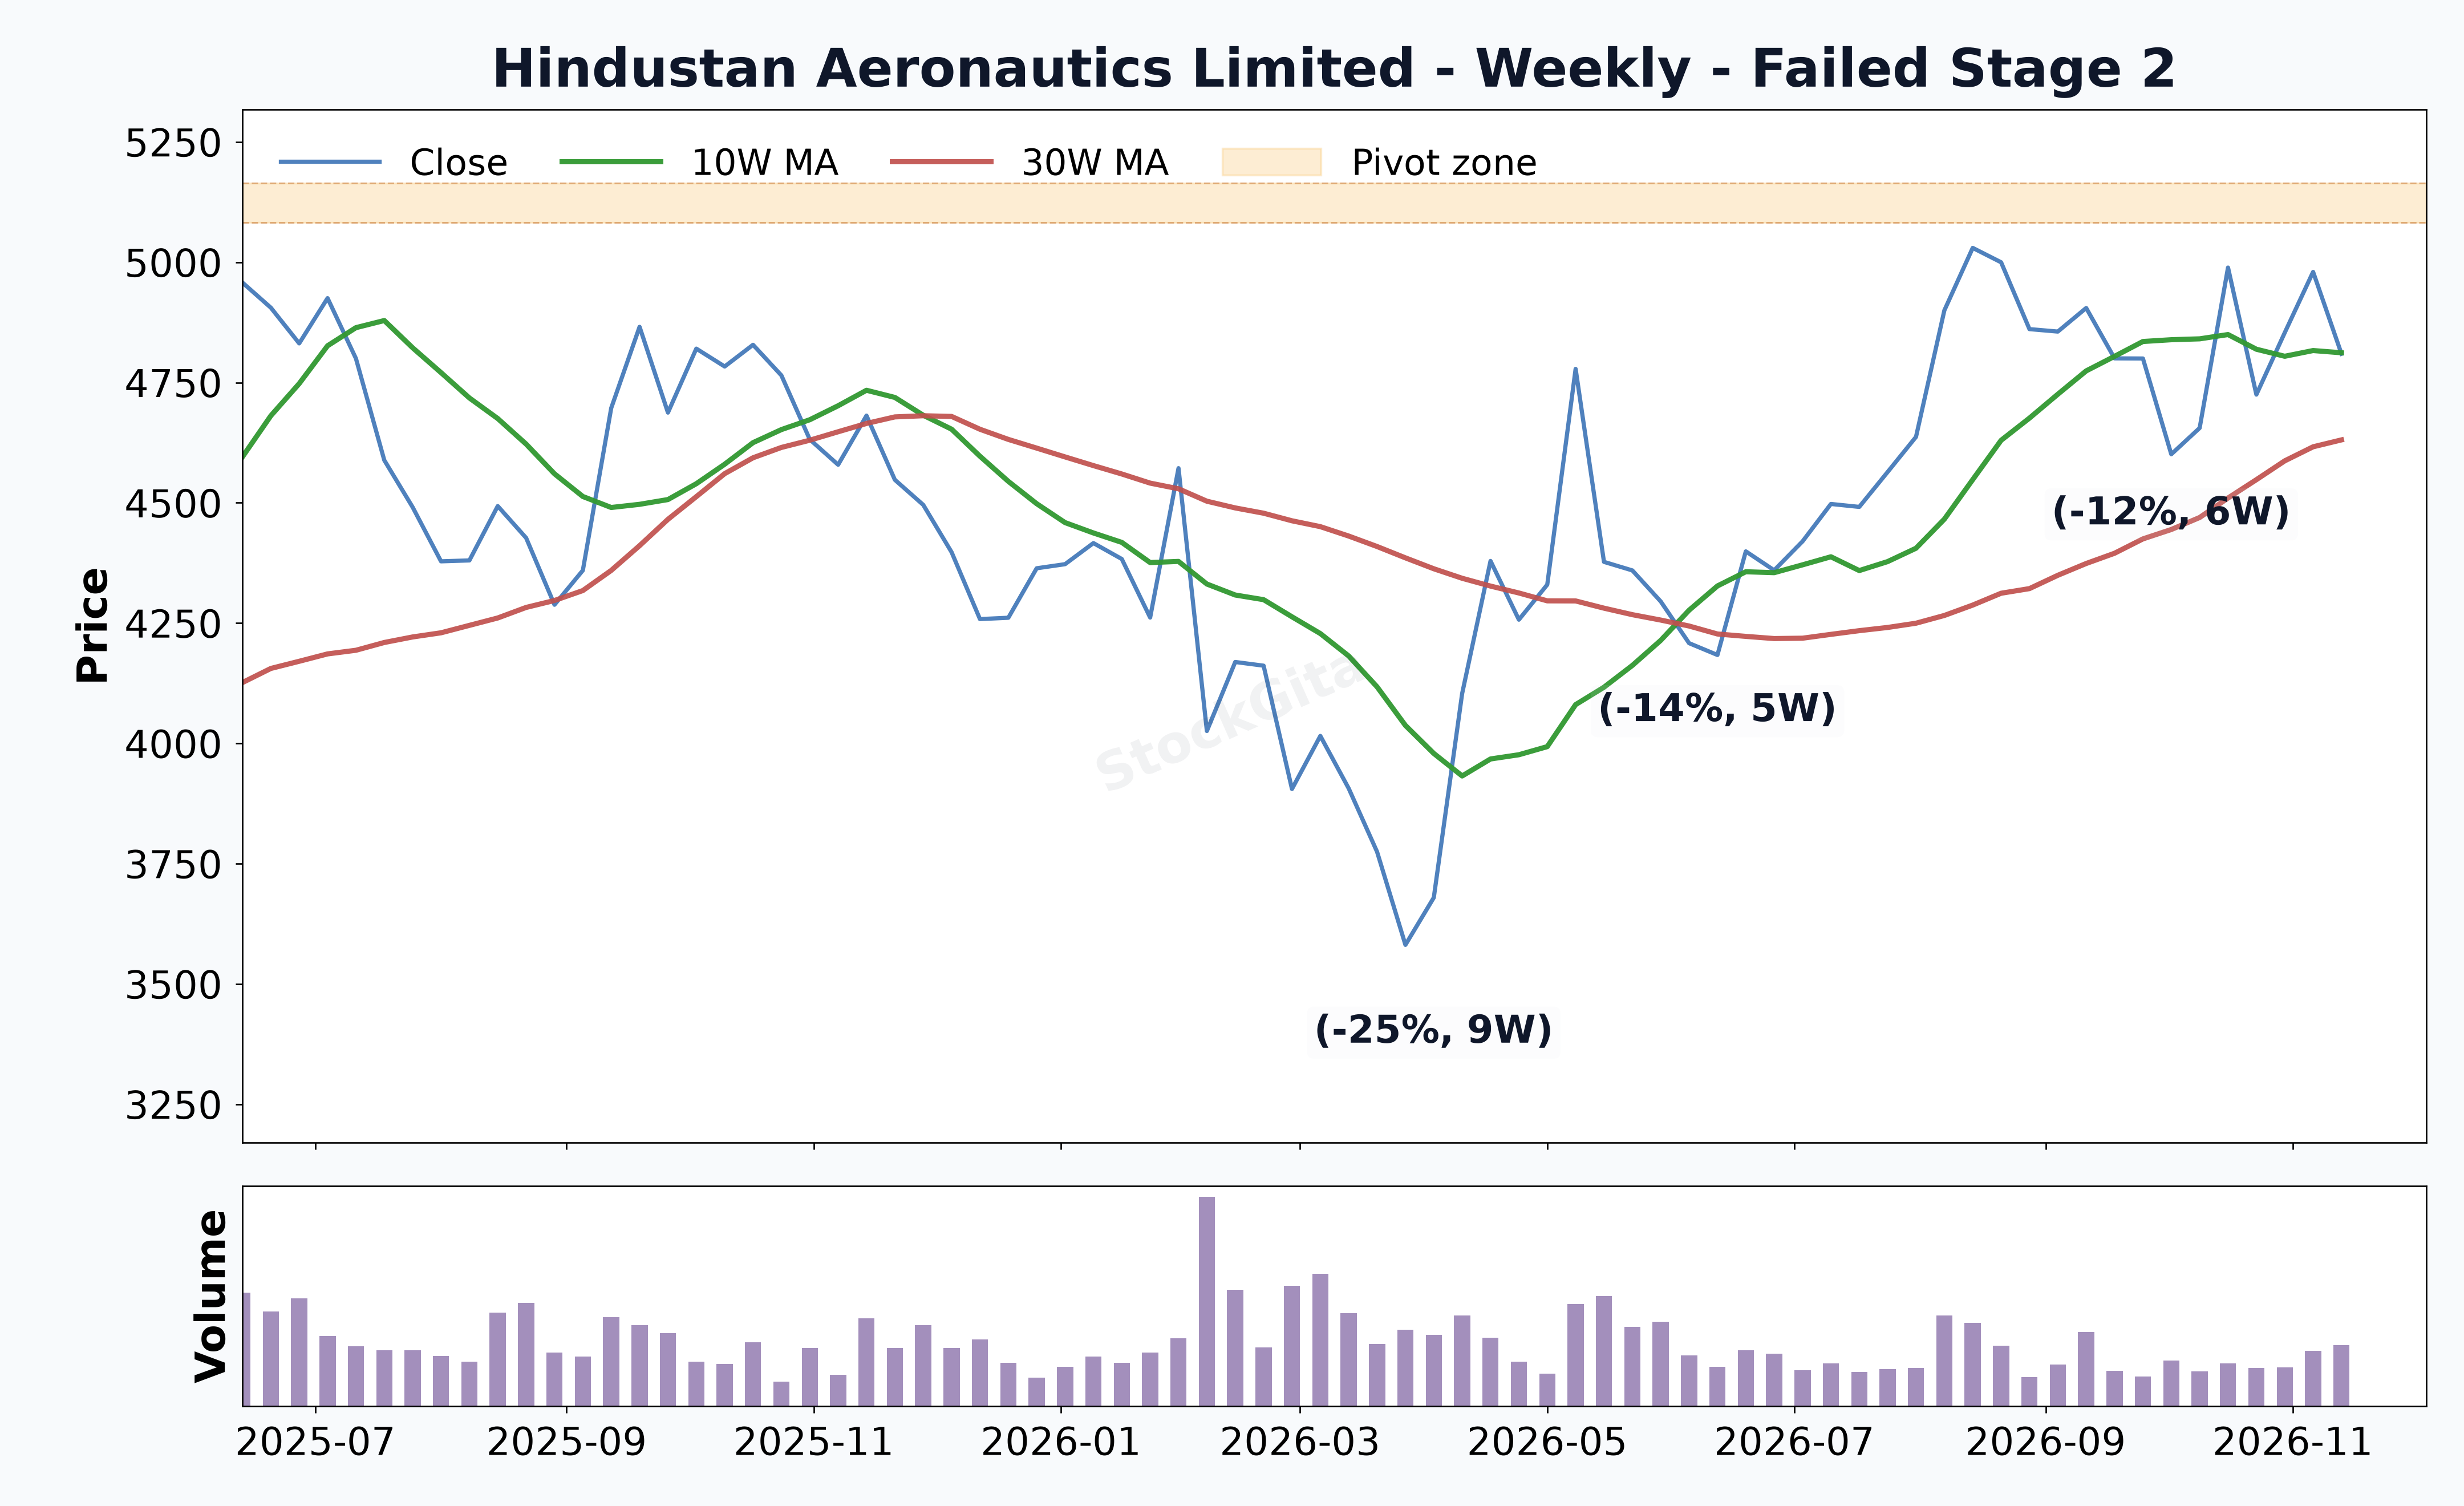 Hindustan Aeronautics Limited - Weekly - Failed Stage 2
Close 10W MA 30W MA Pivot zone
5250
5000
4750
4500
4250
4000
3750
3500
3250
Price
(-12%, 6W)
(-14%, 5W)
(-25%, 9W)
StockGita
Volume
2025-07 2025-09 2025-11 2026-01 2026-03 2026-05 2026-07 2026-09 2026-11